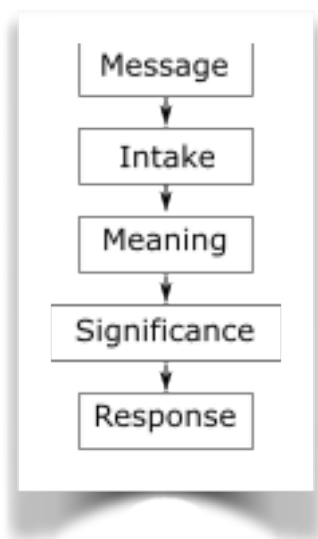 Message
Intake
Meaning
Significance
Response